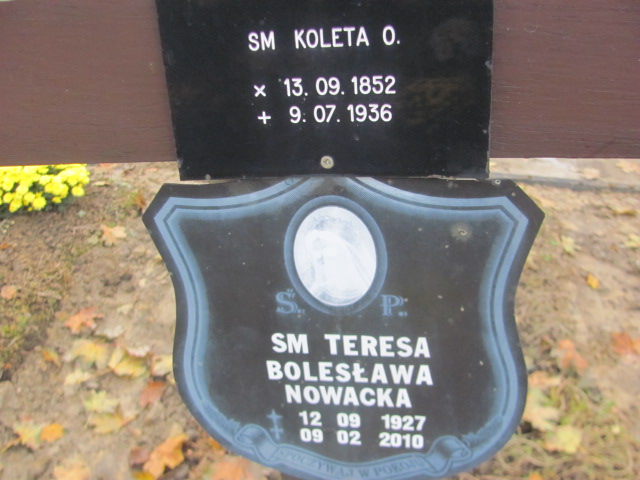 SM KOLETA O.
× 13.09.1852
+ 9.07.1936
Ś. P.
SM TERESA
BOLESŁAWA
NOWACKA
12 09 1927
09 02 2010
SPOCZYWAJ W POKOJU